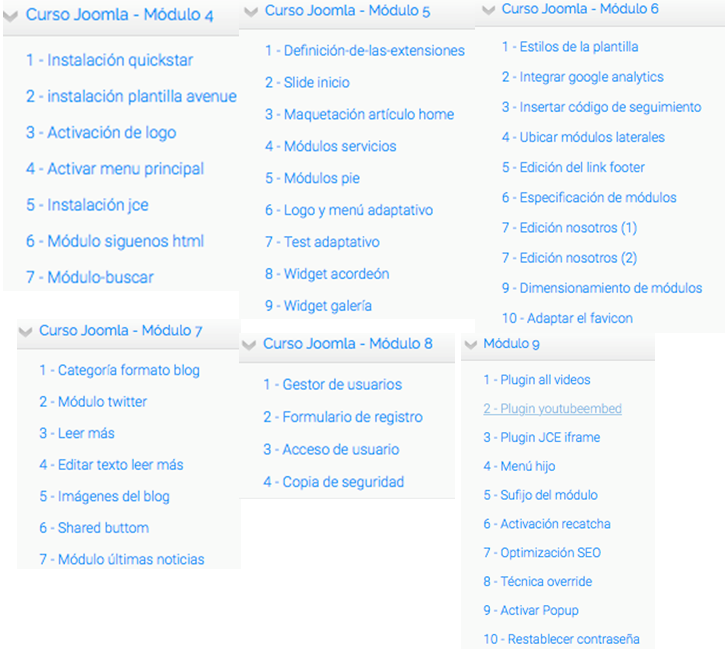 Curso Joomla - Módulo 4
1 - Instalación quickstar
2 - instalación plantilla avenue
3 - Activación de logo
4 - Activar menu principal
5 - Instalación jce
6 - Módulo siguenos html
7 - Módulo-buscar
Curso Joomla - Módulo 5
1 - Definición-de-las-extensiones
2 - Slide inicio
3 - Maquetación artículo home
4 - Módulos servicios
5 - Módulos pie
6 - Logo y menú adaptativo
7 - Test adaptativo
8 - Widget acordeón
9 - Widget galería
Curso Joomla - Módulo 6
1 - Estilos de la plantilla
2 - Integrar google analytics
3 - Insertar código de seguimiento
4 - Ubicar módulos laterales
5 - Edición del link footer
6 - Especificación de módulos
7 - Edición nosotros (1)
7 - Edición nosotros (2)
9 - Dimensionamiento de módulos
10 - Adaptar el favicon
Curso Joomla - Módulo 7
1 - Categoría formato blog
2 - Módulo twitter
3 - Leer más
4 - Editar texto leer más
5 - Imágenes del blog
6 - Shared buttom
7 - Módulo últimas noticias
Curso Joomla - Módulo 8
1 - Gestor de usuarios
2 - Formulario de registro
3 - Acceso de usuario
4 - Copia de seguridad
Módulo 9
1 - Plugin all videos
2 - Plugin youtubeembed
3 - Plugin JCE iframe
4 - Menú hijo
5 - Sufijo del módulo
6 - Activación recatcha
7 - Optimización SEO
8 - Técnica override
9 - Activar Popup
10 - Restablecer contraseña